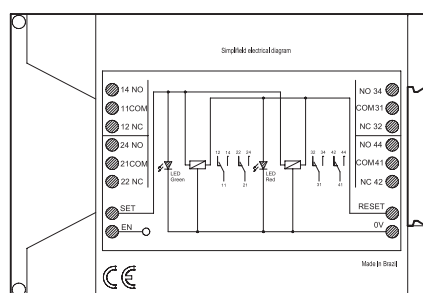 Simplifield electrical diagram
14 NO
11COM
12 NC
24 NO
21COM
22 NC
SET
EN
NO 34
COM31
NC 32
NO 44
COM41
NC 42
RESET
0V
LED
Green
12 14
11
22 24
21
LED
Red
32 34
31
42 44
41
Made In Brazil
CE